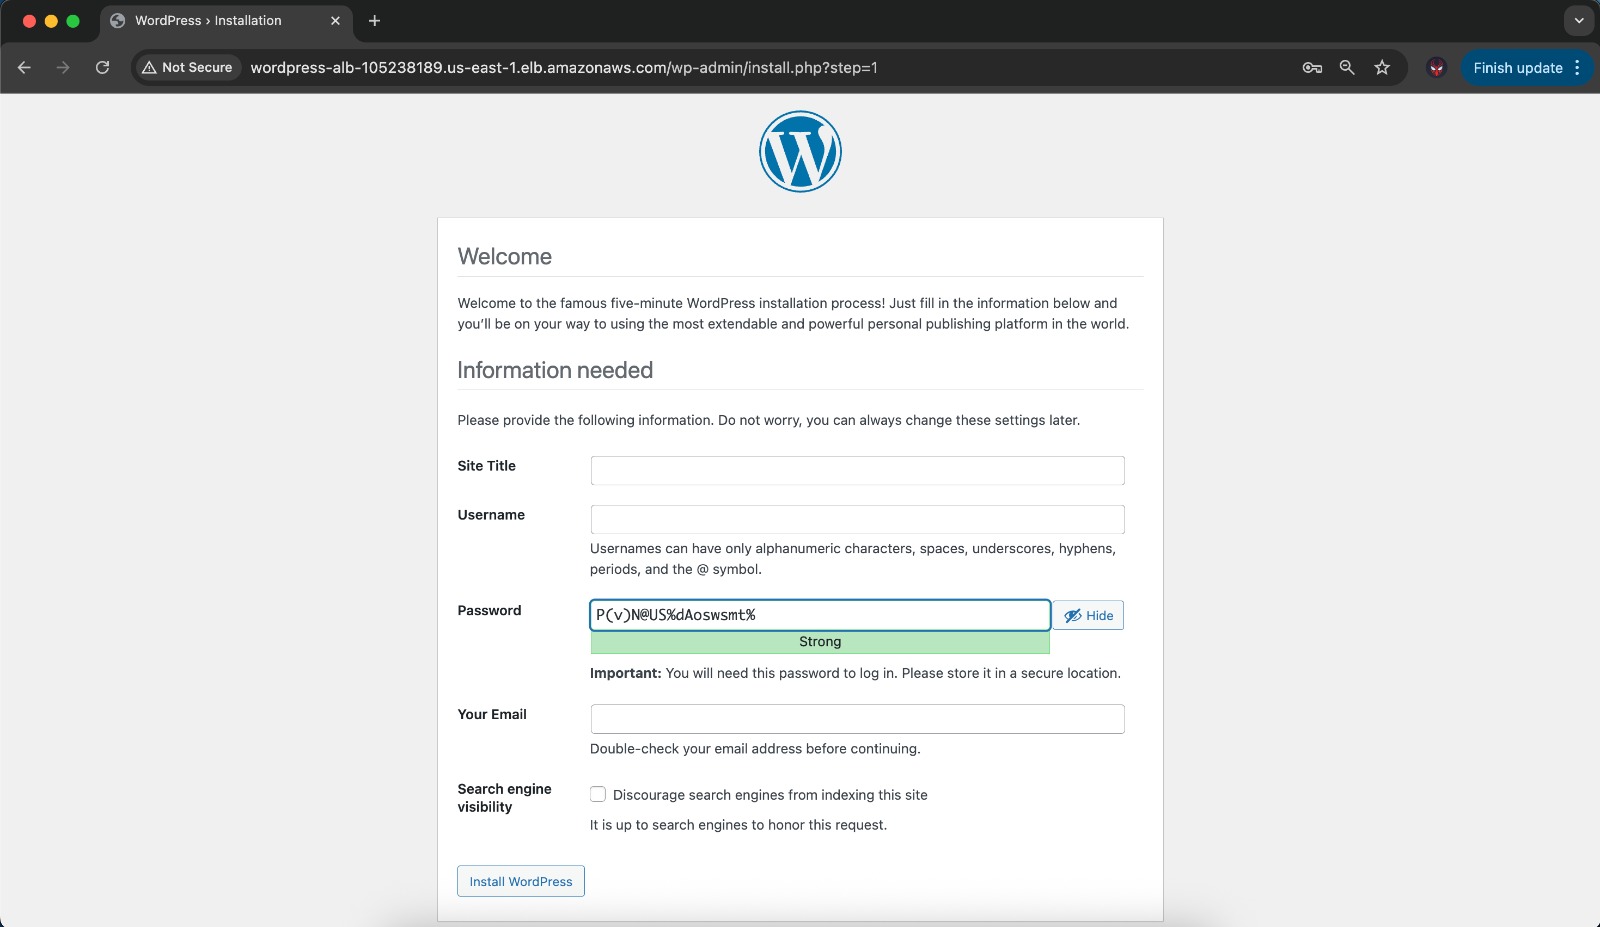 WordPress › Installation
Not Secure wordpress-alb-105238189.us-east-1.elb.amazonaws.com/wp-admin/install.php?step=1 Finish update
Welcome
Welcome to the famous five-minute WordPress installation process! Just fill in the information below and
you’ll be on your way to using the most extendable and powerful personal publishing platform in the world.
Information needed
Please provide the following information. Do not worry, you can always change these settings later.
Site Title
Username
Usernames can have only alphanumeric characters, spaces, underscores, hyphens,
periods, and the @ symbol.
Password P(v)N@US%dAoswsmt% Hide
Strong
Important: You will need this password to log in. Please store it in a secure location.
Your Email
Double-check your email address before continuing.
Search engine
visibility
Discourage search engines from indexing this site
It is up to search engines to honor this request.
Install WordPress